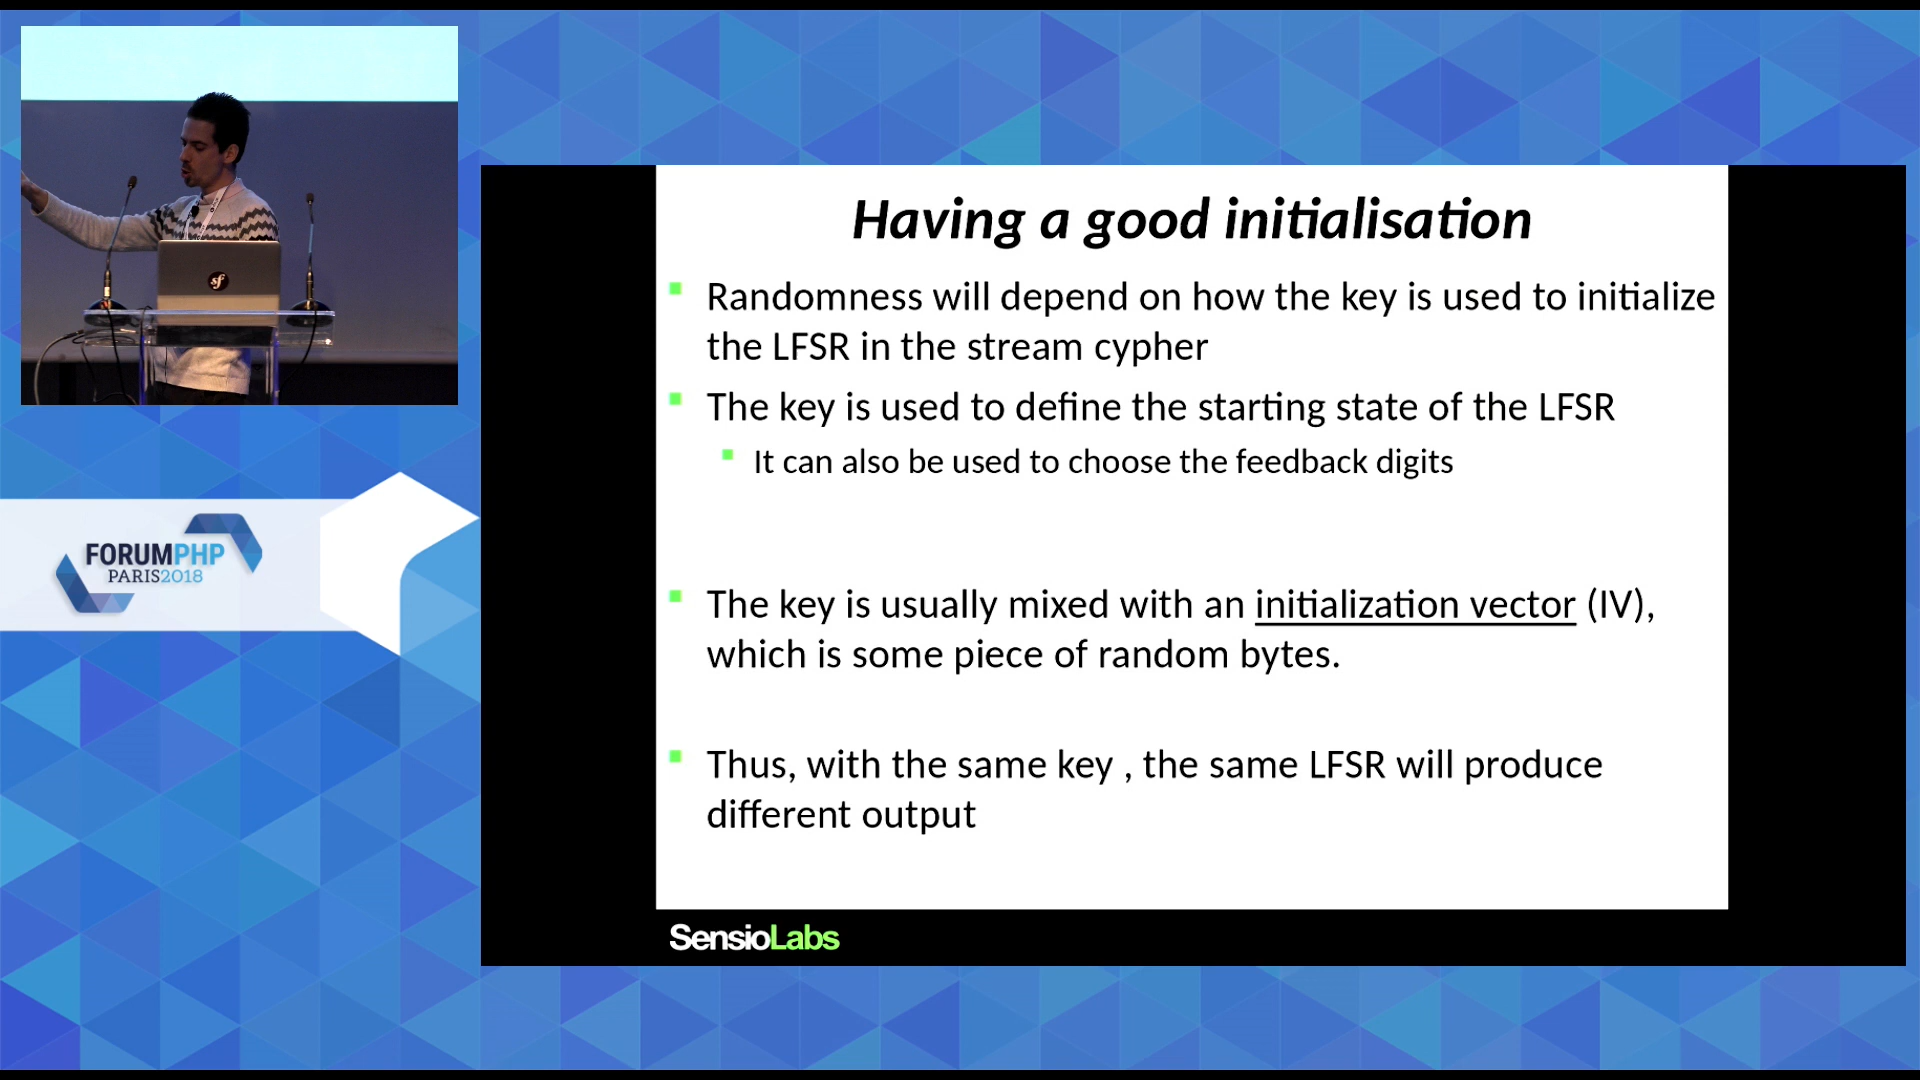 Having a good initialisation
Randomness will depend on how the key is used to initialize
the LFSR in the stream cypher
The key is used to define the starting state of the LFSR
It can also be used to choose the feedback digits
The key is usually mixed with an initialization vector (IV),
which is some piece of random bytes.
Thus, with the same key , the same LFSR will produce
different output
SensioLabs
FORUMPHP
PARIS2018
sf